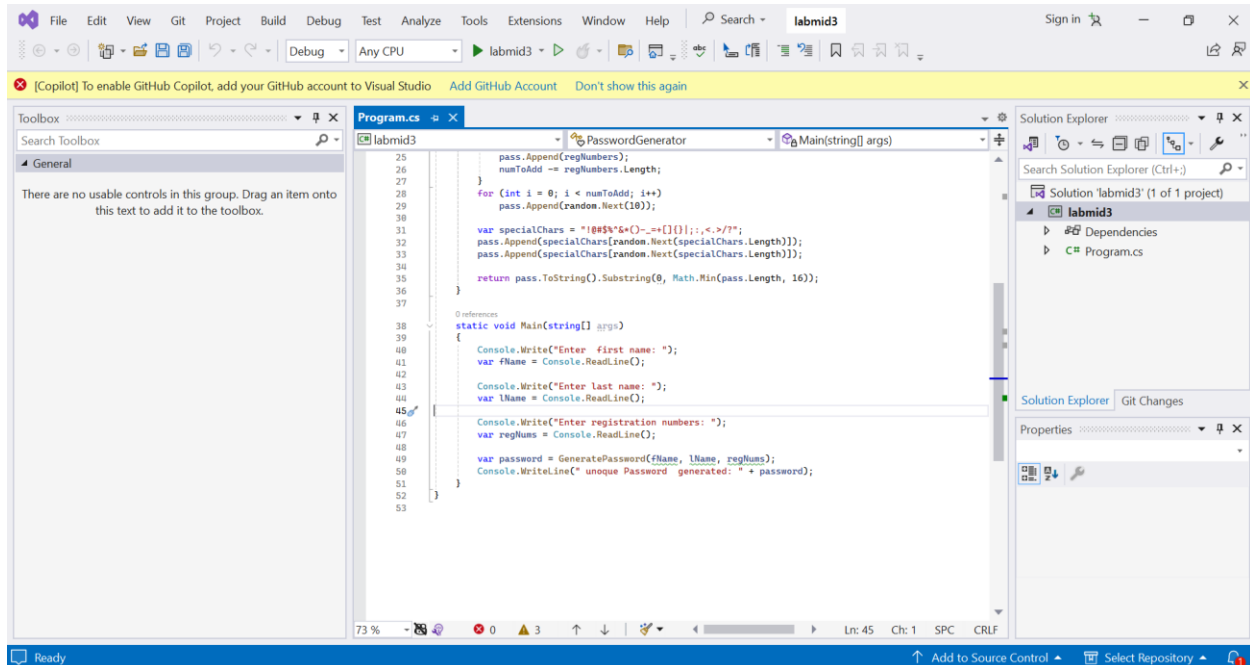 File Edit View Git Project Build Debug Test Analyze Tools Extensions Window Help Search labmid3 Sign in
Debug Any CPU labmid3
[Copilot] To enable GitHub Copilot, add your GitHub account to Visual Studio Add GitHub Account Don't show this again
Toolbox
Search Toolbox
General
There are no usable controls in this group. Drag an item onto
this text to add it to the toolbox.
Program.cs
labmid3 PasswordGenerator Main(string[] args)
25 pass.Append(regNumbers);
26 numToAdd -= regNumbers.Length;
27 }
28 for (int i = 0; i < numToAdd; i++)
29 pass.Append(random.Next(10));
30
31 var specialChars = "!@#$%^&*()-_=+[]{}|;:,<.>/?";
32 pass.Append(specialChars[random.Next(specialChars.Length)]);
33 pass.Append(specialChars[random.Next(specialChars.Length)]);
34
35 return pass.ToString().Substring(0, Math.Min(pass.Length, 16));
36 }
37
0 references
38 static void Main(string[] args)
39 {
40 Console.Write("Enter  first name: ");
41 var fName = Console.ReadLine();
42
43 Console.Write("Enter last name: ");
44 var lName = Console.ReadLine();
45
46 Console.Write("Enter registration numbers: ");
47 var regNums = Console.ReadLine();
48
49 var password = GeneratePassword(fName, lName, regNums);
50 Console.WriteLine(" unoque Password  generated: " + password);
51 }
52 }
53
73 % 0 3 Ln: 45 Ch: 1 SPC CRLF
Solution Explorer
Search Solution Explorer (Ctrl+;)
Solution 'labmid3' (1 of 1 project)
labmid3
Dependencies
C# Program.cs
Solution Explorer Git Changes
Properties
Ready Add to Source Control Select Repository 1